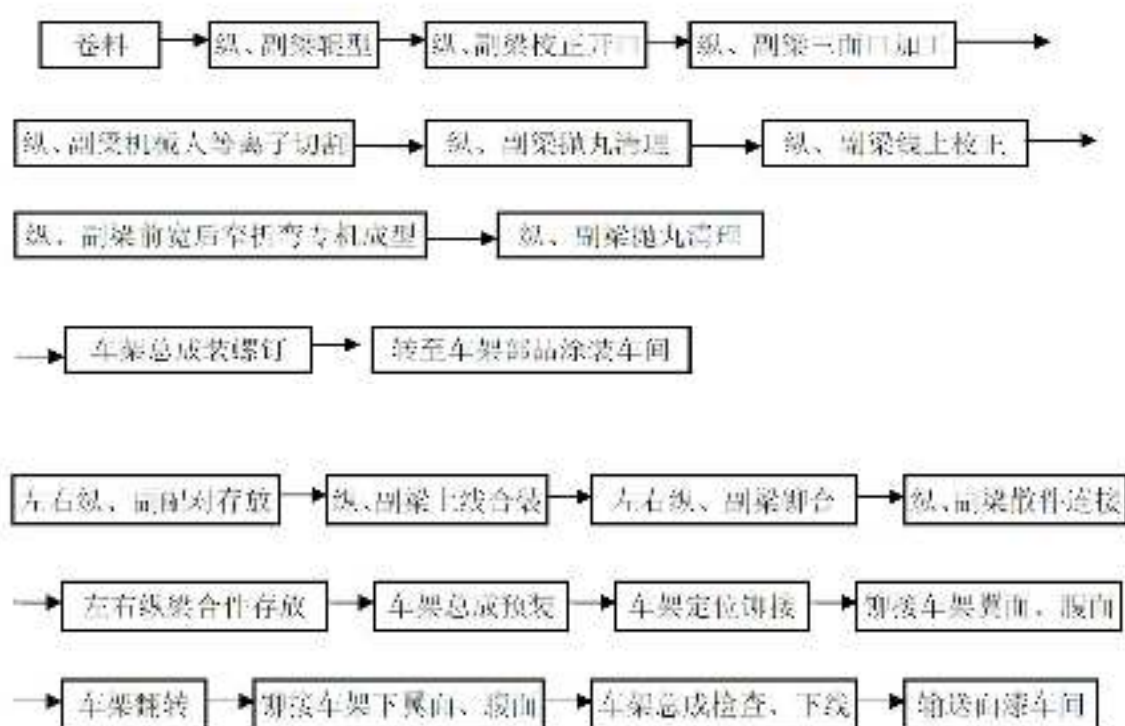 卷料 纵、副梁辊型 纵、副梁校正开口 纵、副梁三面口加工
纵、副梁机械人等离子切割 纵、副梁抛丸清理 纵、副梁线上校正
纵、副梁前宽后窄折弯专机成型 纵、副梁抛丸清理
车架总成装螺钉 转至车架部品涂装车间
左右纵、副配对存放 纵、副梁上线合装 左右纵、副梁铆合 纵、副梁散件连接
左右纵梁合件存放 车架总成预装 车架定位铆接 铆接车架翼面、腹面
车架翻转 铆接车架下翼面、腹面 车架总成检查、下线 输送面漆车间